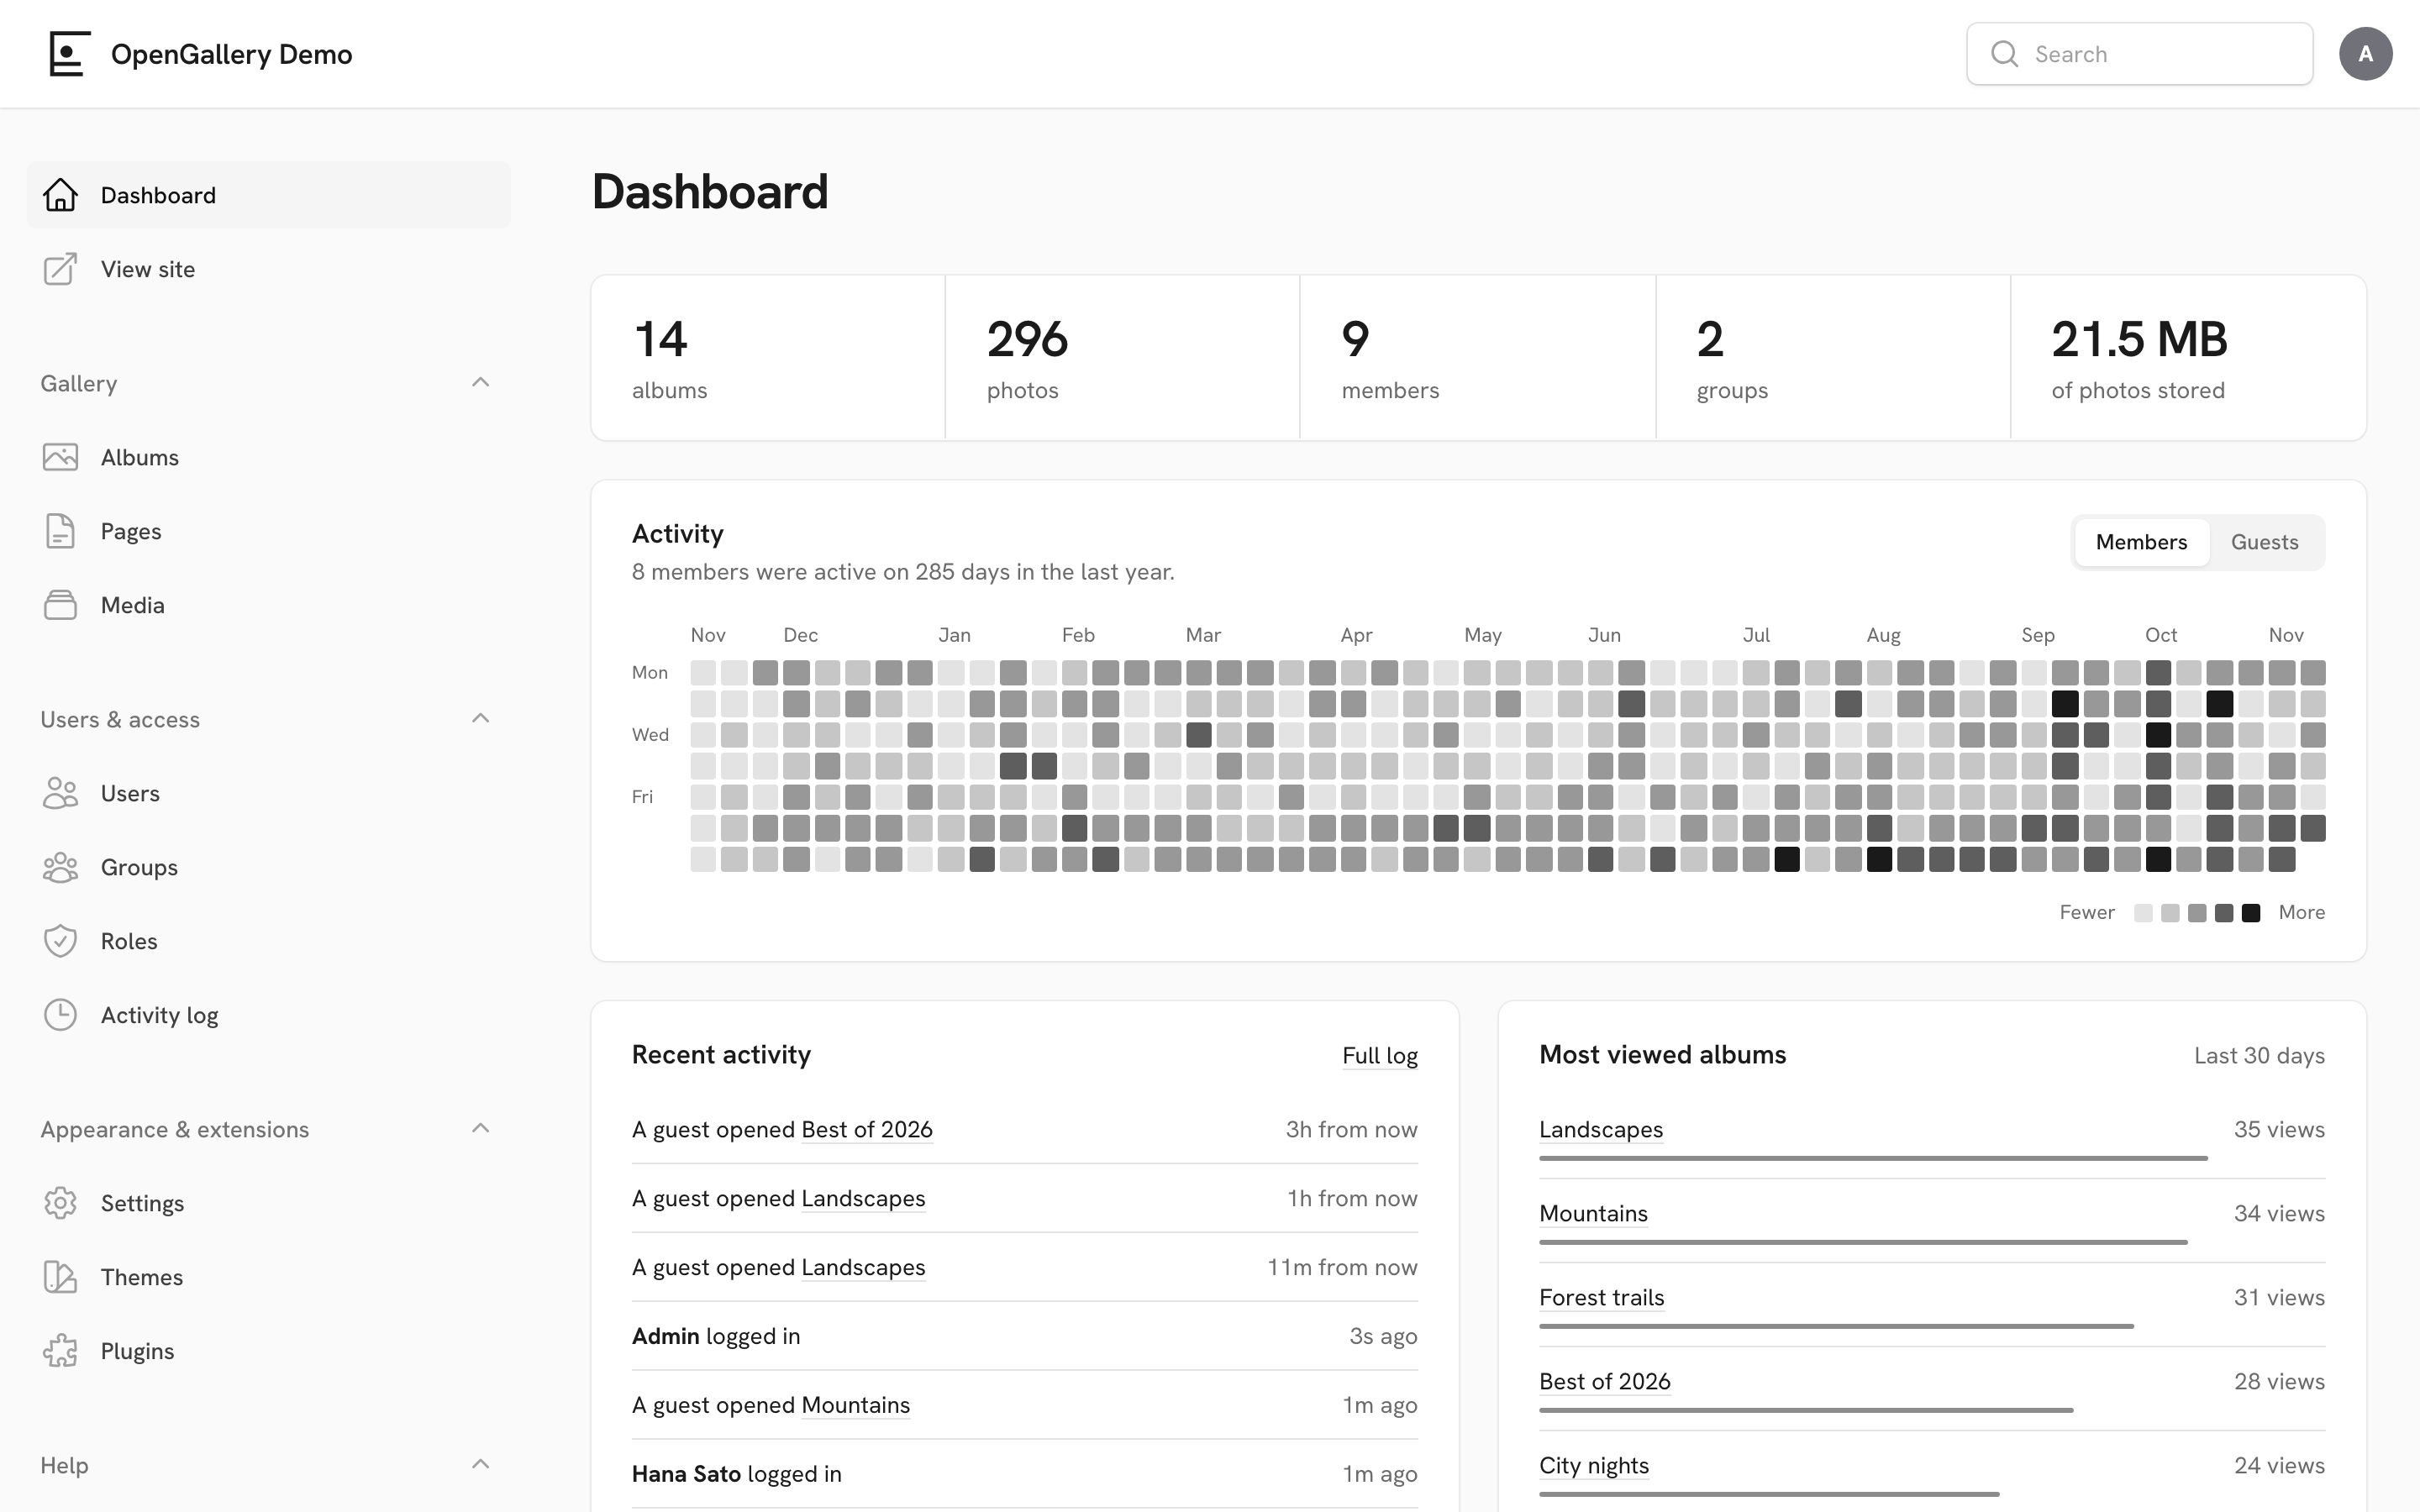 OpenGallery Demo
Search
A
Dashboard
View site
Gallery
Albums
Pages
Media
Users & access
Users
Groups
Roles
Activity log
Appearance & extensions
Settings
Themes
Plugins
Help
Dashboard
14
albums
296
photos
9
members
2
groups
21.5 MB
of photos stored
Activity
8 members were active on 285 days in the last year.
Members Guests
Nov Dec Jan Feb Mar Apr May Jun Jul Aug Sep Oct Nov
Mon
Wed
Fri
Fewer More
Recent activity Full log
A guest opened Best of 2026 3h from now
A guest opened Landscapes 1h from now
A guest opened Landscapes 11m from now
Admin logged in 3s ago
A guest opened Mountains 1m ago
Hana Sato logged in 1m ago
Most viewed albums Last 30 days
Landscapes 35 views
Mountains 34 views
Forest trails 31 views
Best of 2026 28 views
City nights 24 views